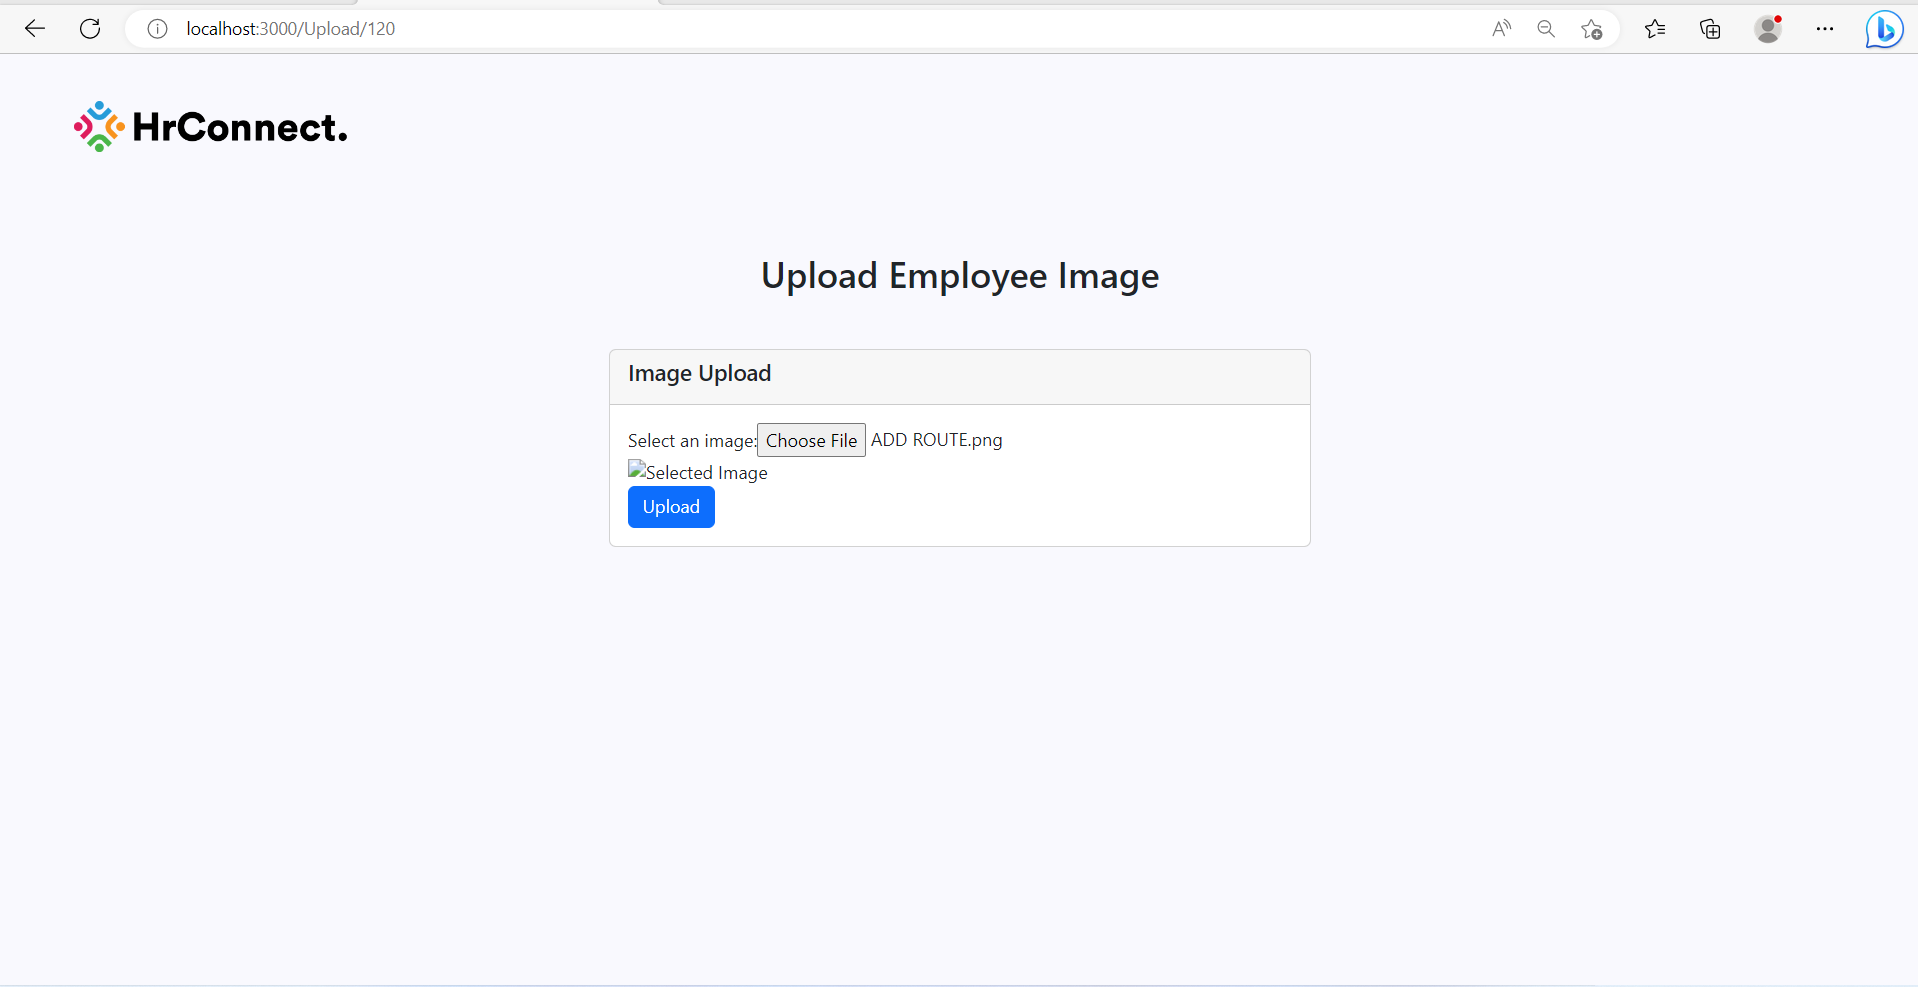 localhost:3000/Upload/120
HrConnect.
Upload Employee Image
Image Upload
Select an image: Choose File ADD ROUTE.png
Selected Image
Upload